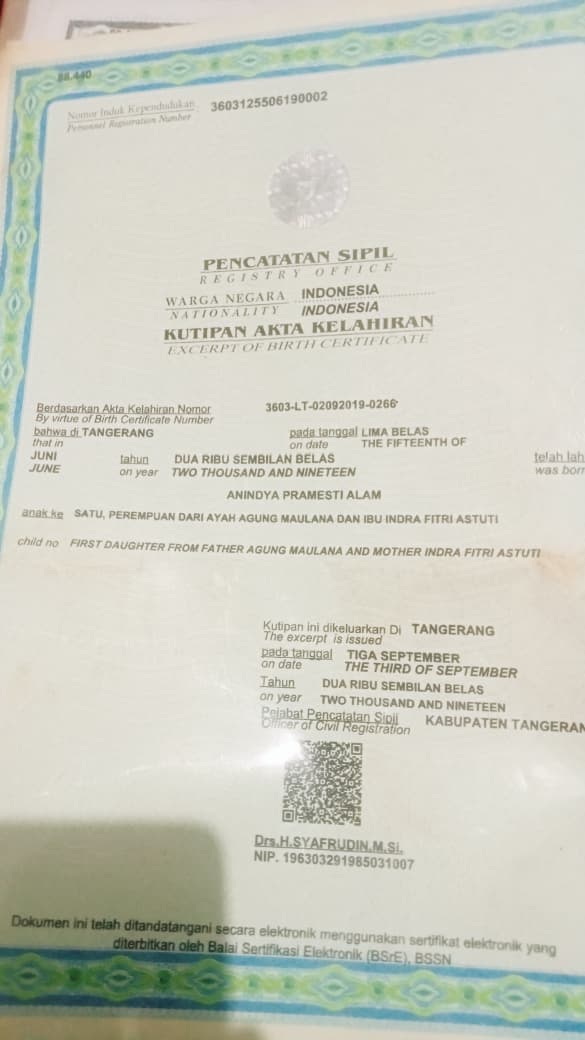 88.440
Nomor Induk Kependudukan 3603125506190002
Personnel Registration Number
PENCATATAN SIPIL
REGISTRY OFFICE
WARGA NEGARA INDONESIA
NATIONALITY INDONESIA
KUTIPAN AKTA KELAHIRAN
EXCERPT OF BIRTH CERTIFICATE
Berdasarkan Akta Kelahiran Nomor 3603-LT-02092019-0266
By virtue of Birth Certificate Number
bahwa di TANGERANG pada tanggal LIMA BELAS
that in on date THE FIFTEENTH OF
JUNI tahun DUA RIBU SEMBILAN BELAS telah lah
JUNE on year TWO THOUSAND AND NINETEEN was born
ANINDYA PRAMESTI ALAM
anak ke SATU, PEREMPUAN DARI AYAH AGUNG MAULANA DAN IBU INDRA FITRI ASTUTI
child no FIRST DAUGHTER FROM FATHER AGUNG MAULANA AND MOTHER INDRA FITRI ASTUTI
Kutipan ini dikeluarkan Di TANGERANG
The excerpt is issued
pada tanggal TIGA SEPTEMBER
on date THE THIRD OF SEPTEMBER
Tahun DUA RIBU SEMBILAN BELAS
on year TWO THOUSAND AND NINETEEN
Pejabat Pencatatan Sipil KABUPATEN TANGERAN
Officer of Civil Registration
Drs.H.SYAFRUDIN.M.Si.
NIP. 196303291985031007
Dokumen ini telah ditandatangani secara elektronik menggunakan sertifikat elektronik yang
diterbitkan oleh Balai Sertifikasi Elektronik (BSrE), BSSN